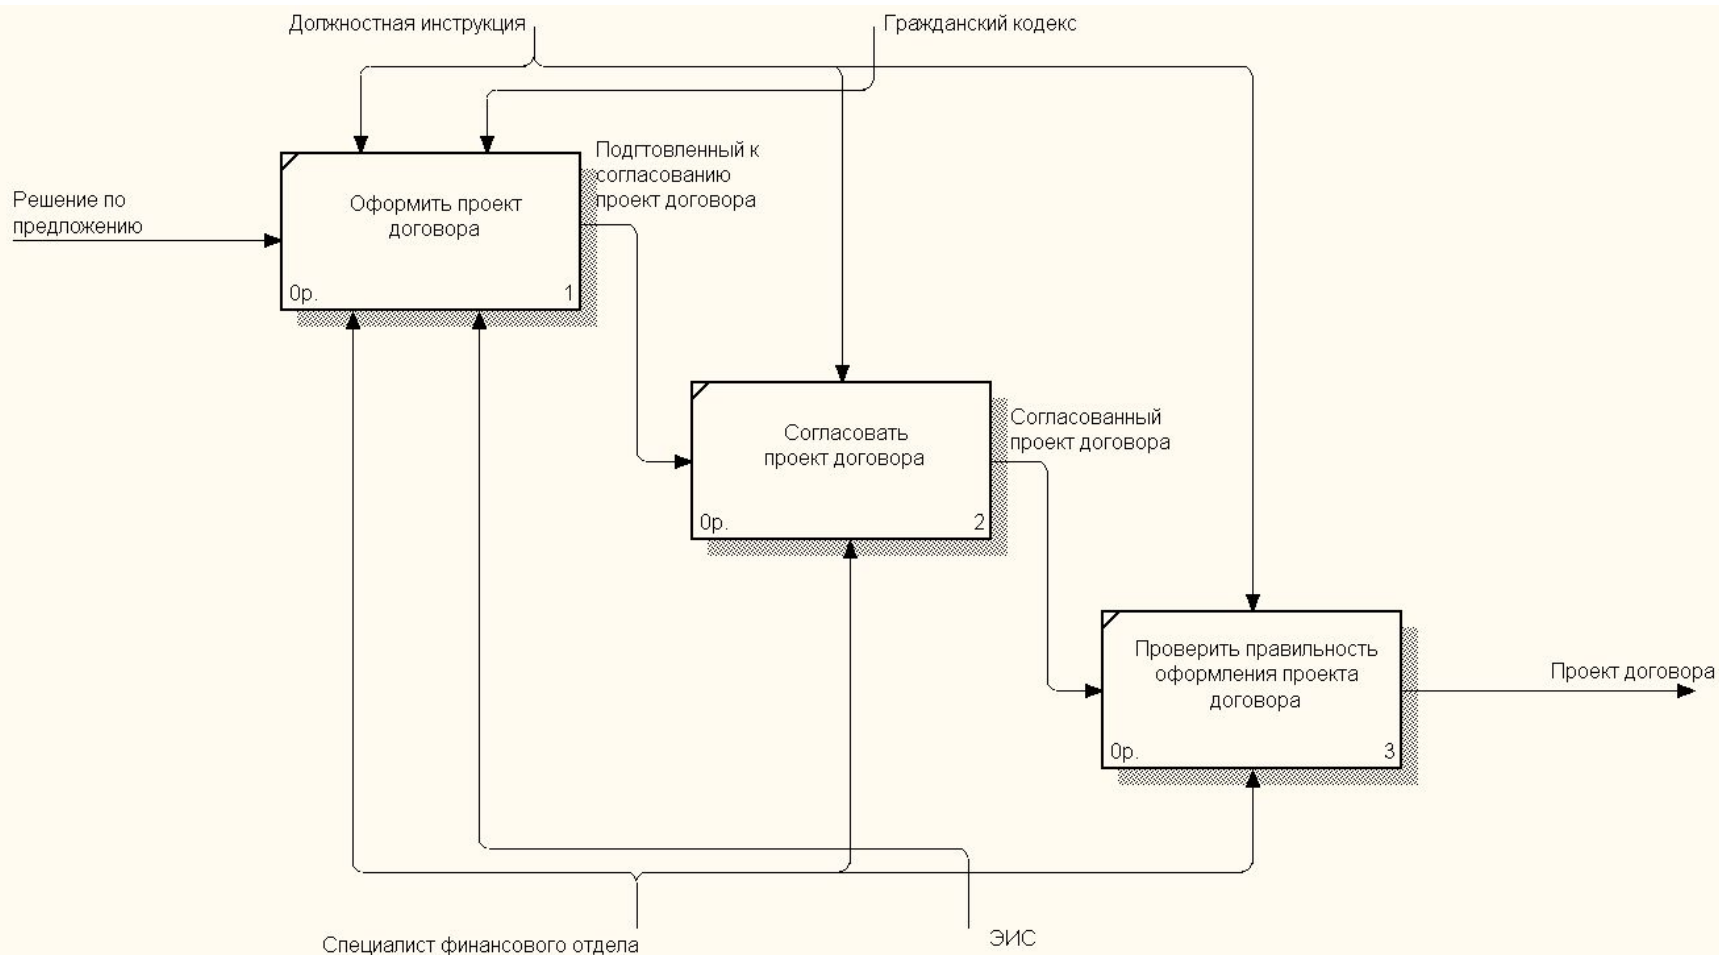 Должностная инструкция
Гражданский кодекс
Подгтовленный к
согласованию
проект договора
Решение по
предложению
Оформить проект
договора
0р.
1
Согласованный
проект договора
Согласовать
проект договора
0р.
2
Проверить правильность
оформления проекта
договора
0р.
3
Проект договора
Специалист финансового отдела
ЭИС